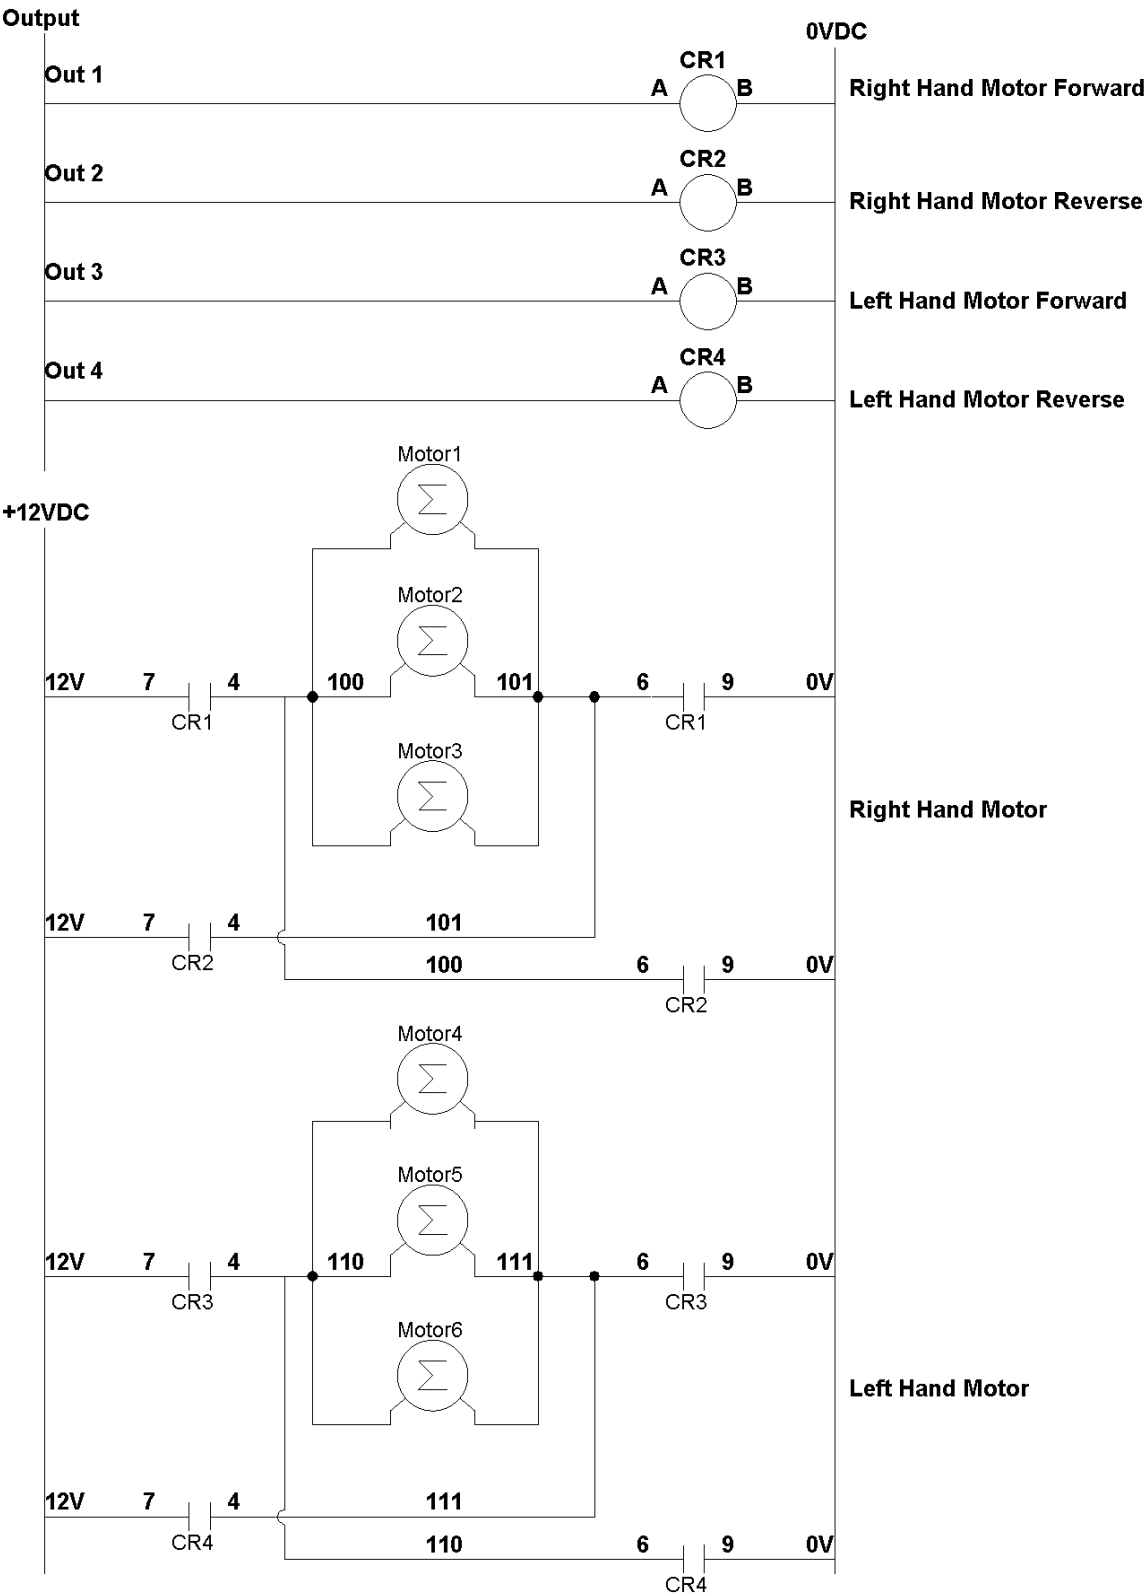 Output
0VDC
Out 1
CR1
A B
Right Hand Motor Forward
Out 2
CR2
A B
Right Hand Motor Reverse
Out 3
CR3
A B
Left Hand Motor Forward
Out 4
CR4
A B
Left Hand Motor Reverse
Motor1
+12VDC
Motor2
12V 7 4 100 101 6 9 0V
CR1 CR1
Motor3
Right Hand Motor
12V 7 4 101
CR2
100 6 9 0V
CR2
Motor4
Motor5
12V 7 4 110 111 6 9 0V
CR3 CR3
Motor6
Left Hand Motor
12V 7 4 111
CR4
110 6 9 0V
CR4